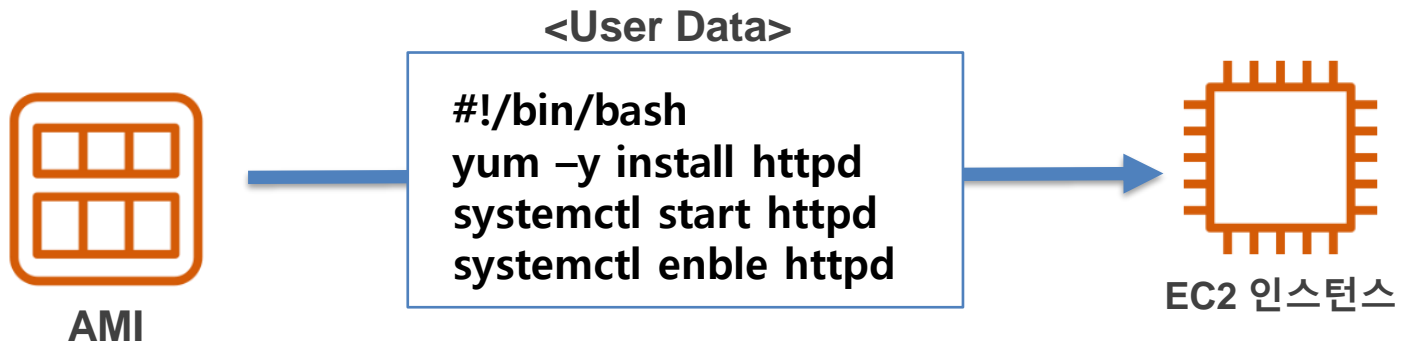 <User Data>
#!/bin/bash
yum –y install httpd
systemctl start httpd
systemctl enble httpd
AMI
EC2 인스턴스